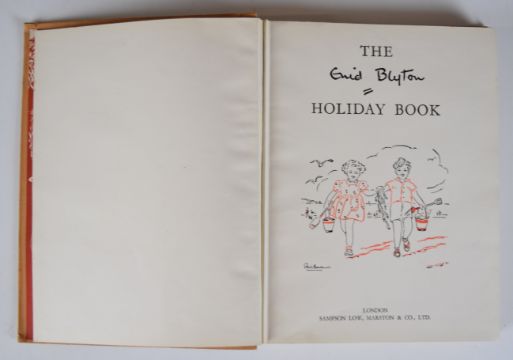 THE
Enid Blyton
HOLIDAY BOOK
LONDON
SAMPSON LOW, MARSTON & CO., LTD.